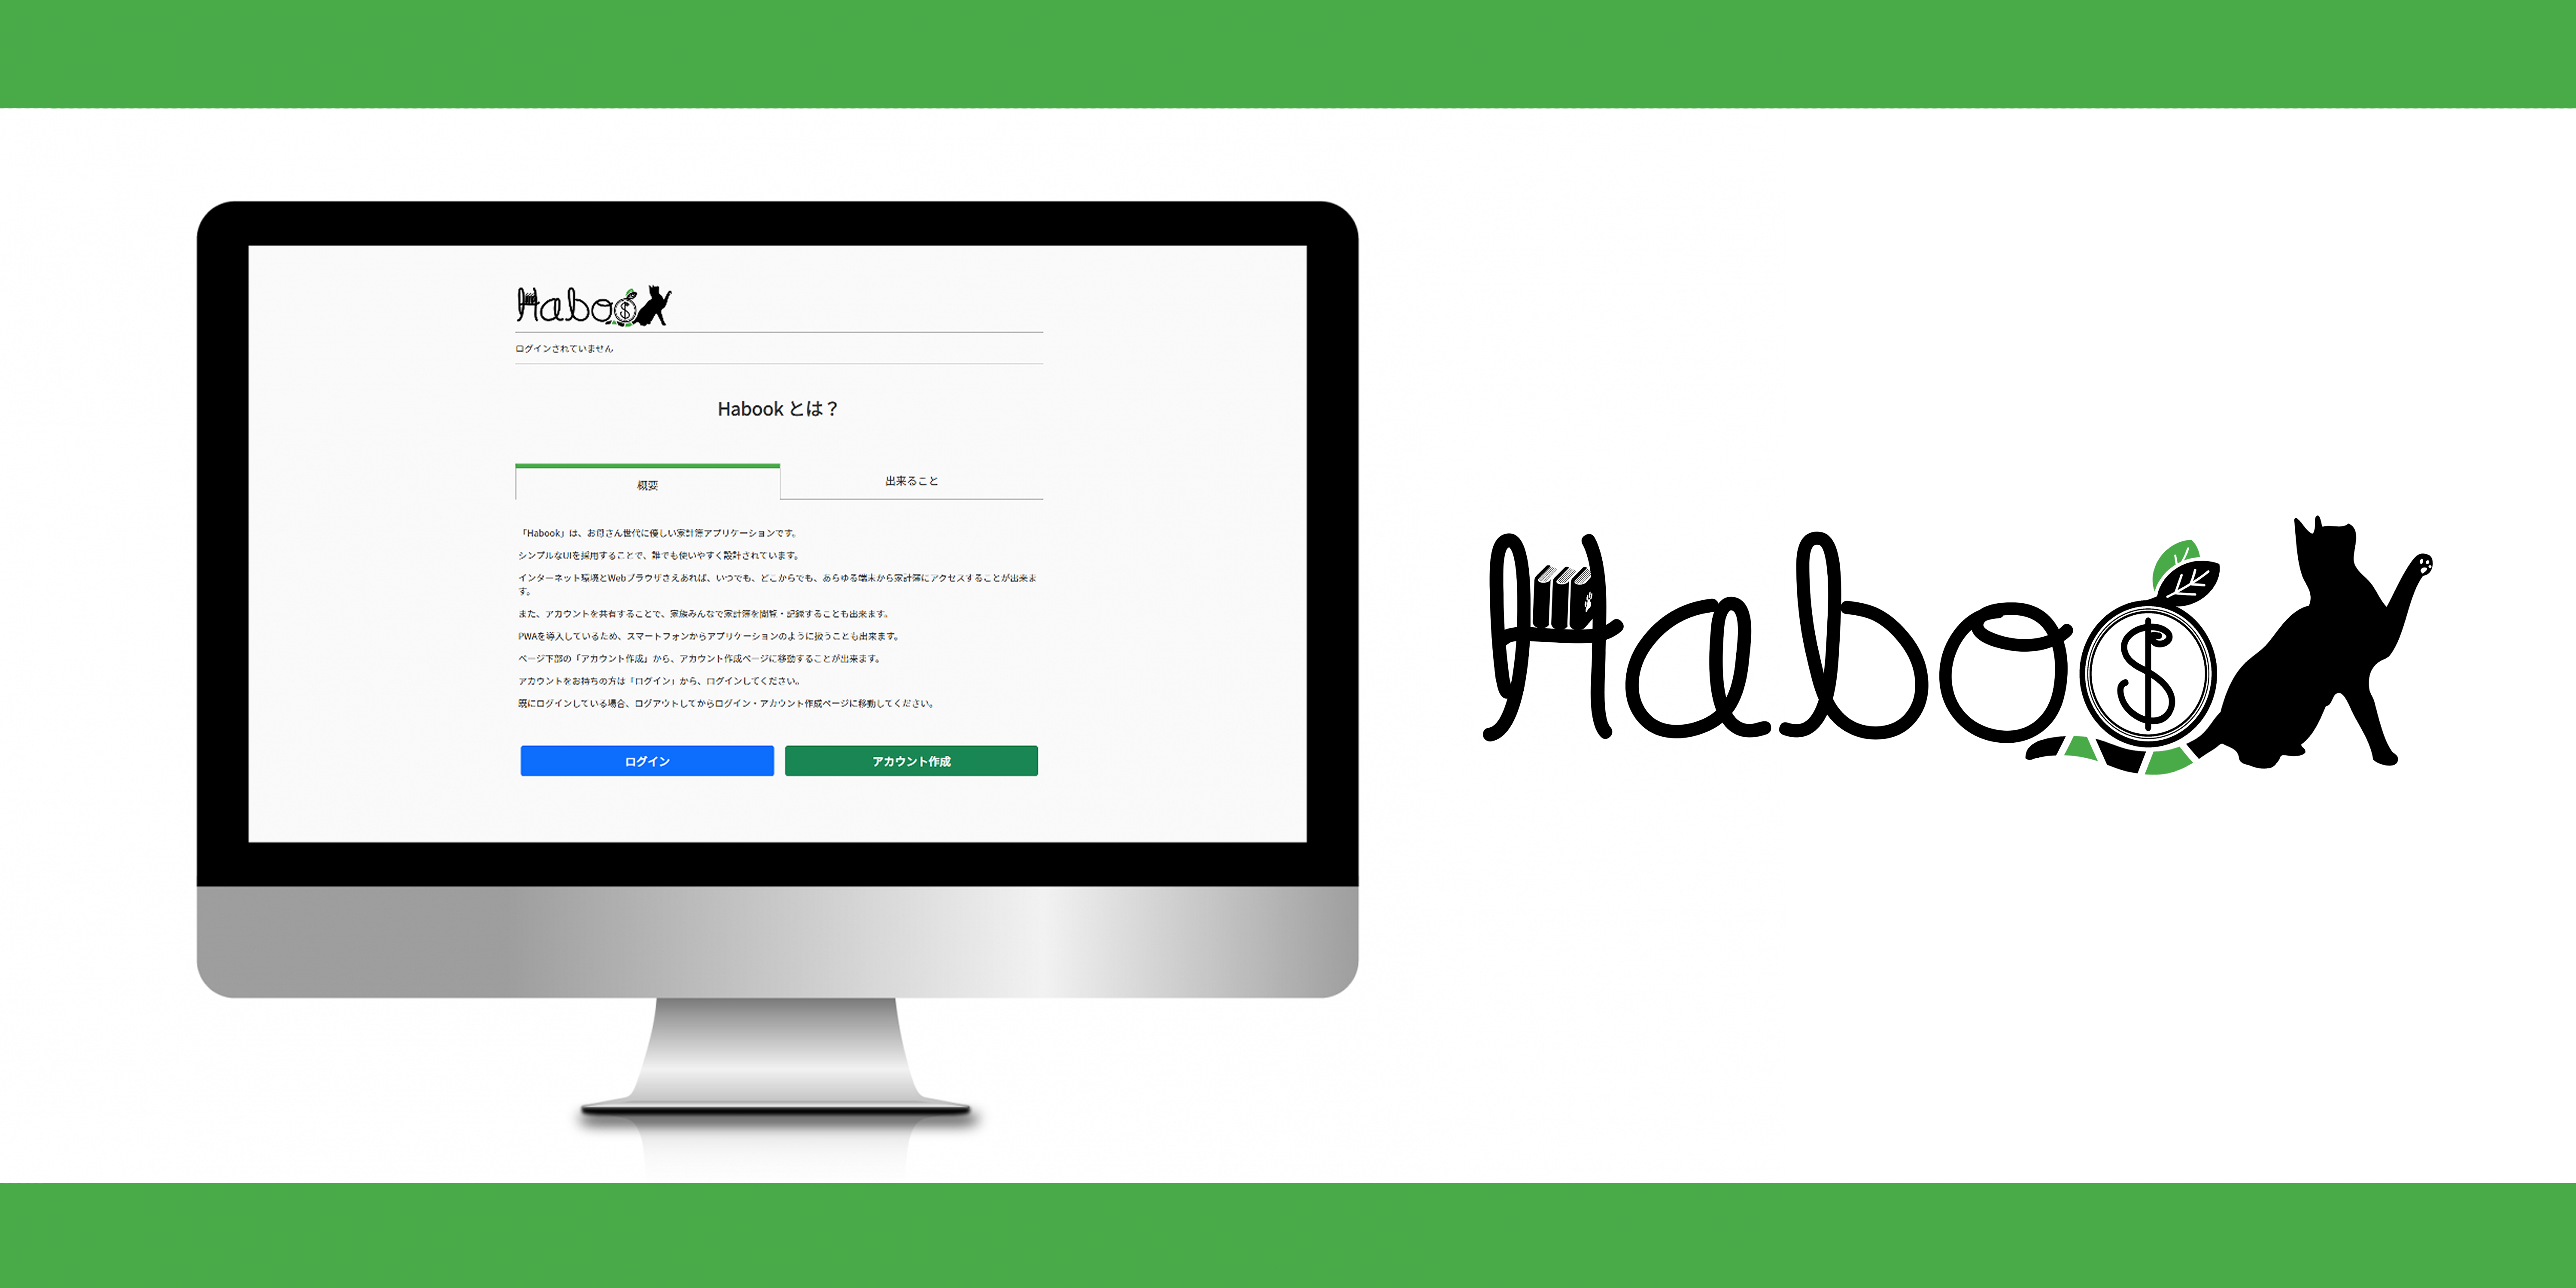 Habook
ログインされていません
Habook とは？
概要
出来ること
「Habook」は、お母さん世代に優しい家計簿アプリケーションです。
シンプルなUIを採用することで、誰でも使いやすく設計されています。
インターネット環境とWebブラウザさえあれば、いつでも、どこからでも、あらゆる端末から家計簿にアクセスすることが出来ま
す。
また、アカウントを共有することで、家族みんなで家計簿を閲覧・記録することも出来ます。
PWAを導入しているため、スマートフォンからアプリケーションのように扱うことも出来ます。
ページ下部の「アカウント作成」から、アカウント作成ページに移動することが出来ます。
アカウントをお持ちの方は「ログイン」から、ログインしてください。
既にログインしている場合、ログアウトしてからログイン・アカウント作成ページに移動してください。
ログイン
アカウント作成
Habook